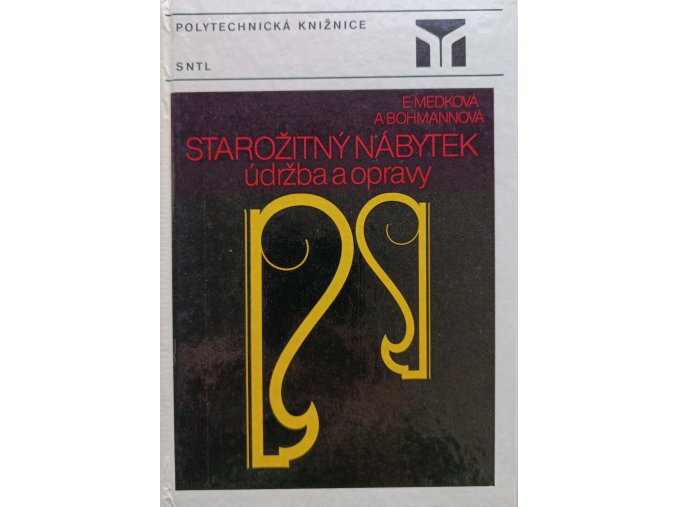 POLYTECHNICKÁ KNIŽNICE
SNTL
E.MEDKOVÁ
A.BOHMANNOVÁ
STAROŽITNÝ NÁBYTEK
údržba a opravy